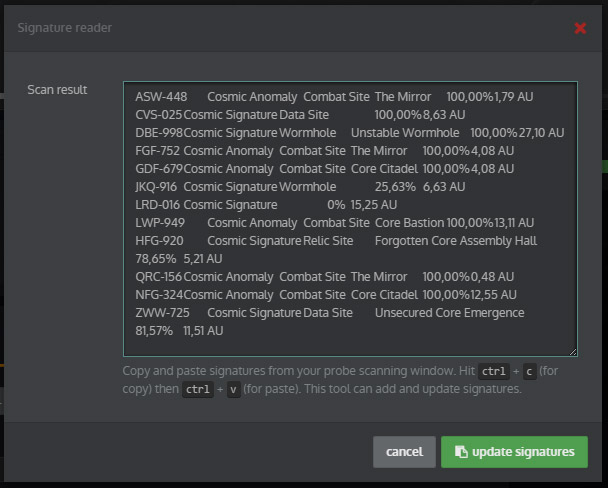 Signature reader
Scan result
ASW-448 Cosmic Anomaly Combat Site The Mirror 100,00% 1,79 AU
CVS-025 Cosmic Signature Data Site 100,00% 8,63 AU
DBE-998 Cosmic Signature Wormhole Unstable Wormhole 100,00% 27,10 AU
FGF-752 Cosmic Anomaly Combat Site The Mirror 100,00% 4,08 AU
GDF-679 Cosmic Anomaly Combat Site Core Citadel 100,00% 4,08 AU
JKQ-916 Cosmic Signature Wormhole 25,63% 6,63 AU
LRD-016 Cosmic Signature 0% 15,25 AU
LWP-949 Cosmic Anomaly Combat Site Core Bastion 100,00% 13,11 AU
HFG-920 Cosmic Signature Relic Site Forgotten Core Assembly Hall
78,65% 5,21 AU
QRC-156 Cosmic Anomaly Combat Site The Mirror 100,00% 0,48 AU
NFG-324 Cosmic Anomaly Combat Site Core Citadel 100,00% 12,55 AU
ZWW-725 Cosmic Signature Data Site Unsecured Core Emergence
81,57% 11,51 AU
Copy and paste signatures from your probe scanning window. Hit ctrl + c (for
copy) then ctrl + v (for paste). This tool can add and update signatures.
cancel
update signatures